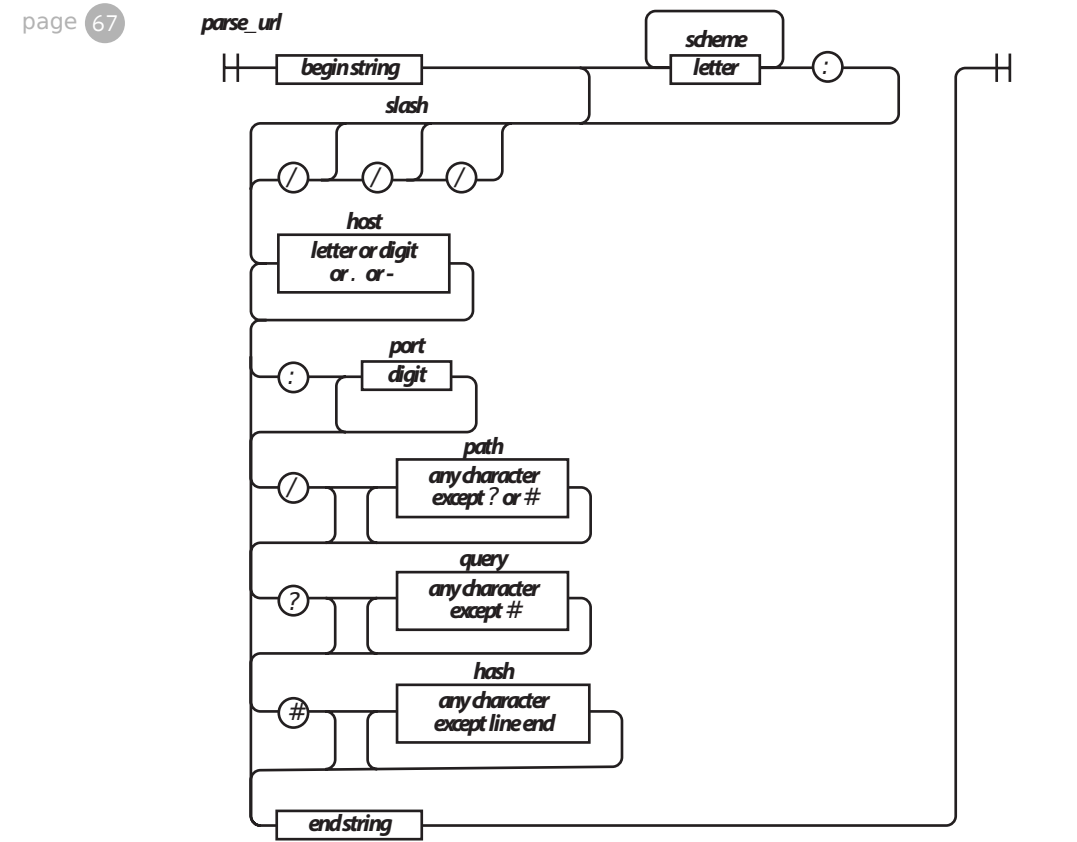 page 67
parse_url
scheme
begin string
letter
:
slash
/
/
/
host
letter or digit
or . or -
port
:
digit
path
/
any character
except ? or #
query
?
any character
except #
hash
#
any character
except line end
end string